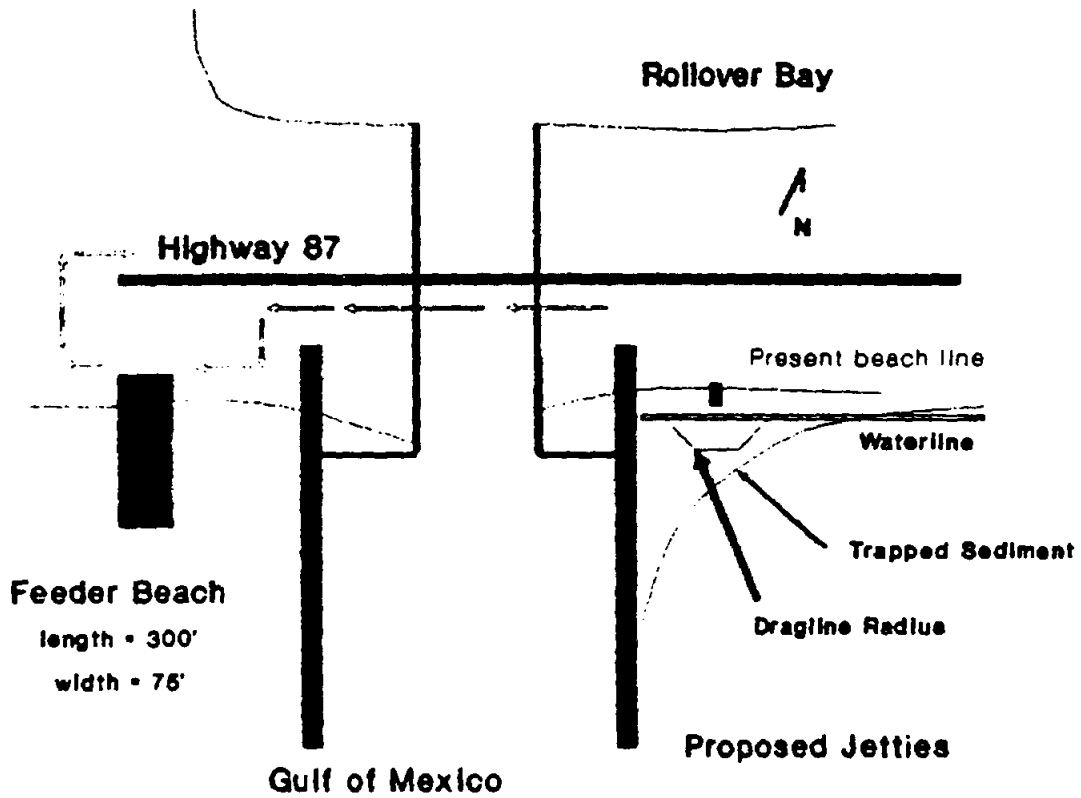 Rollover Bay
N
Highway 87
Present beach line
Waterline
Trapped Sediment
Feeder Beach
length = 300'
width = 75'
Dragline Radius
Proposed Jetties
Gulf of Mexico